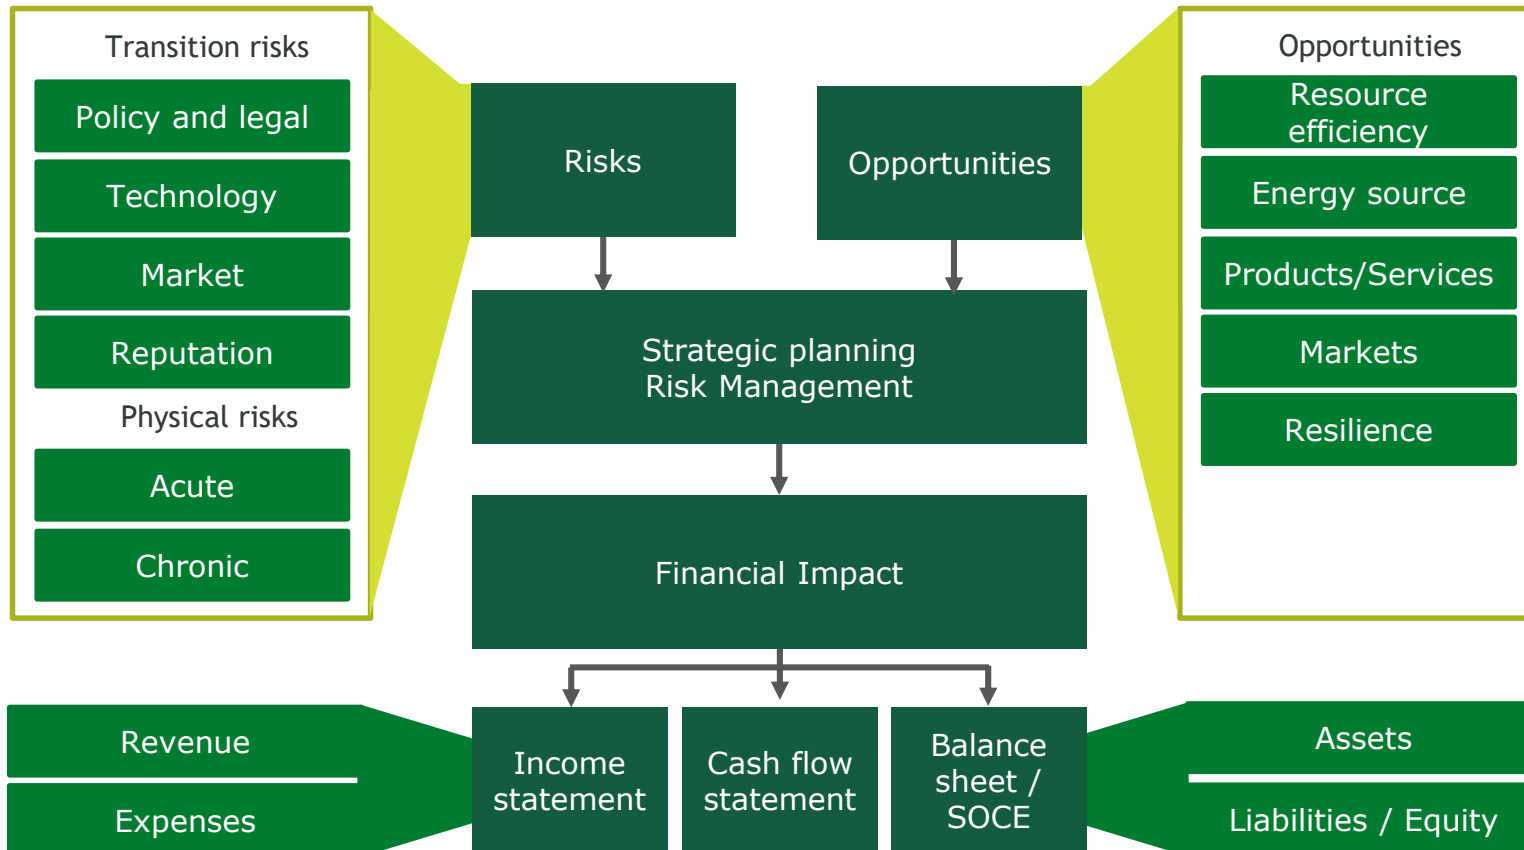 Transition risks
Policy and legal
Technology
Market
Reputation
Physical risks
Acute
Chronic
Risks
Opportunities
Strategic planning
Risk Management
Financial Impact
Opportunities
Resource
efficiency
Energy source
Products/Services
Markets
Resilience
Revenue
Expenses
Income
statement
Cash flow
statement
Balance
sheet /
SOCE
Assets
Liabilities / Equity